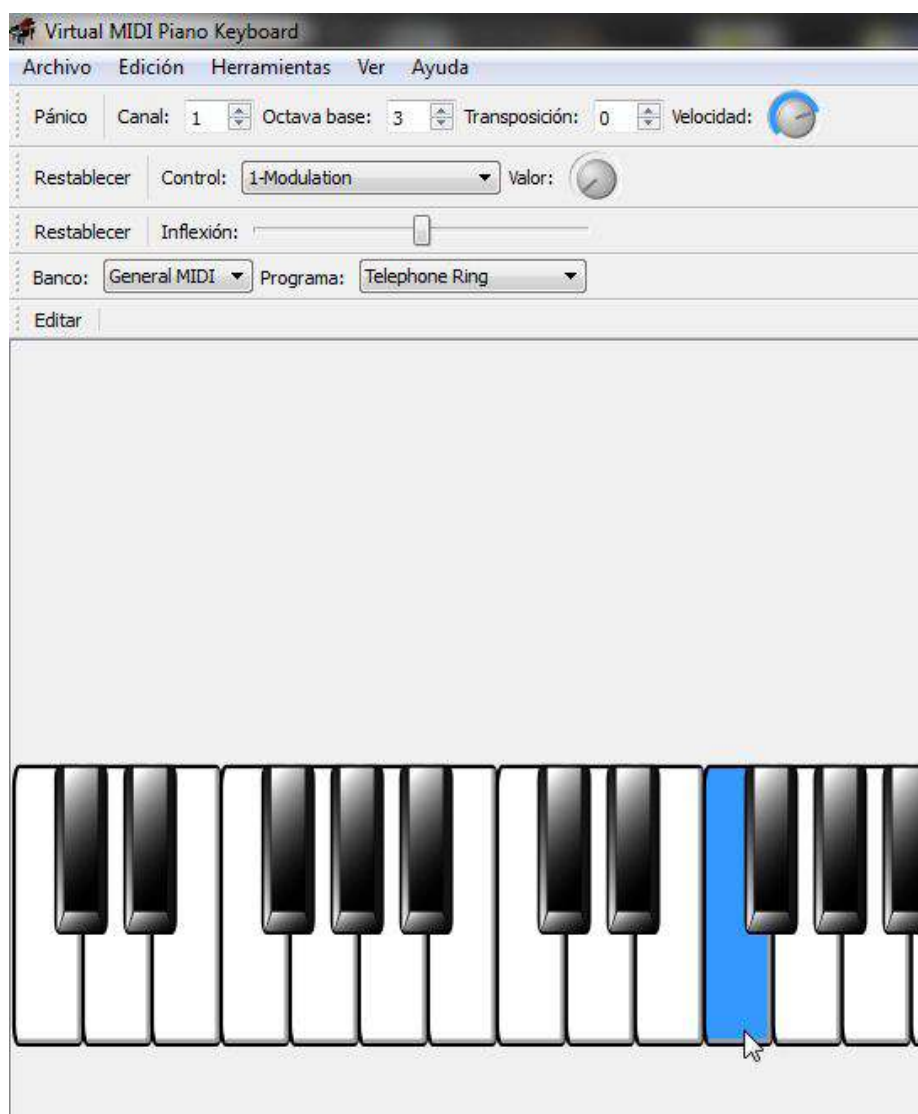 Virtual MIDI Piano Keyboard
Archivo Edición Herramientas Ver Ayuda
Pánico Canal: 1 Octava base: 3 Transposición: 0 Velocidad:
Restablecer Control: 1-Modulation Valor:
Restablecer Inflexión:
Banco: General MIDI Programa: Telephone Ring
Editar